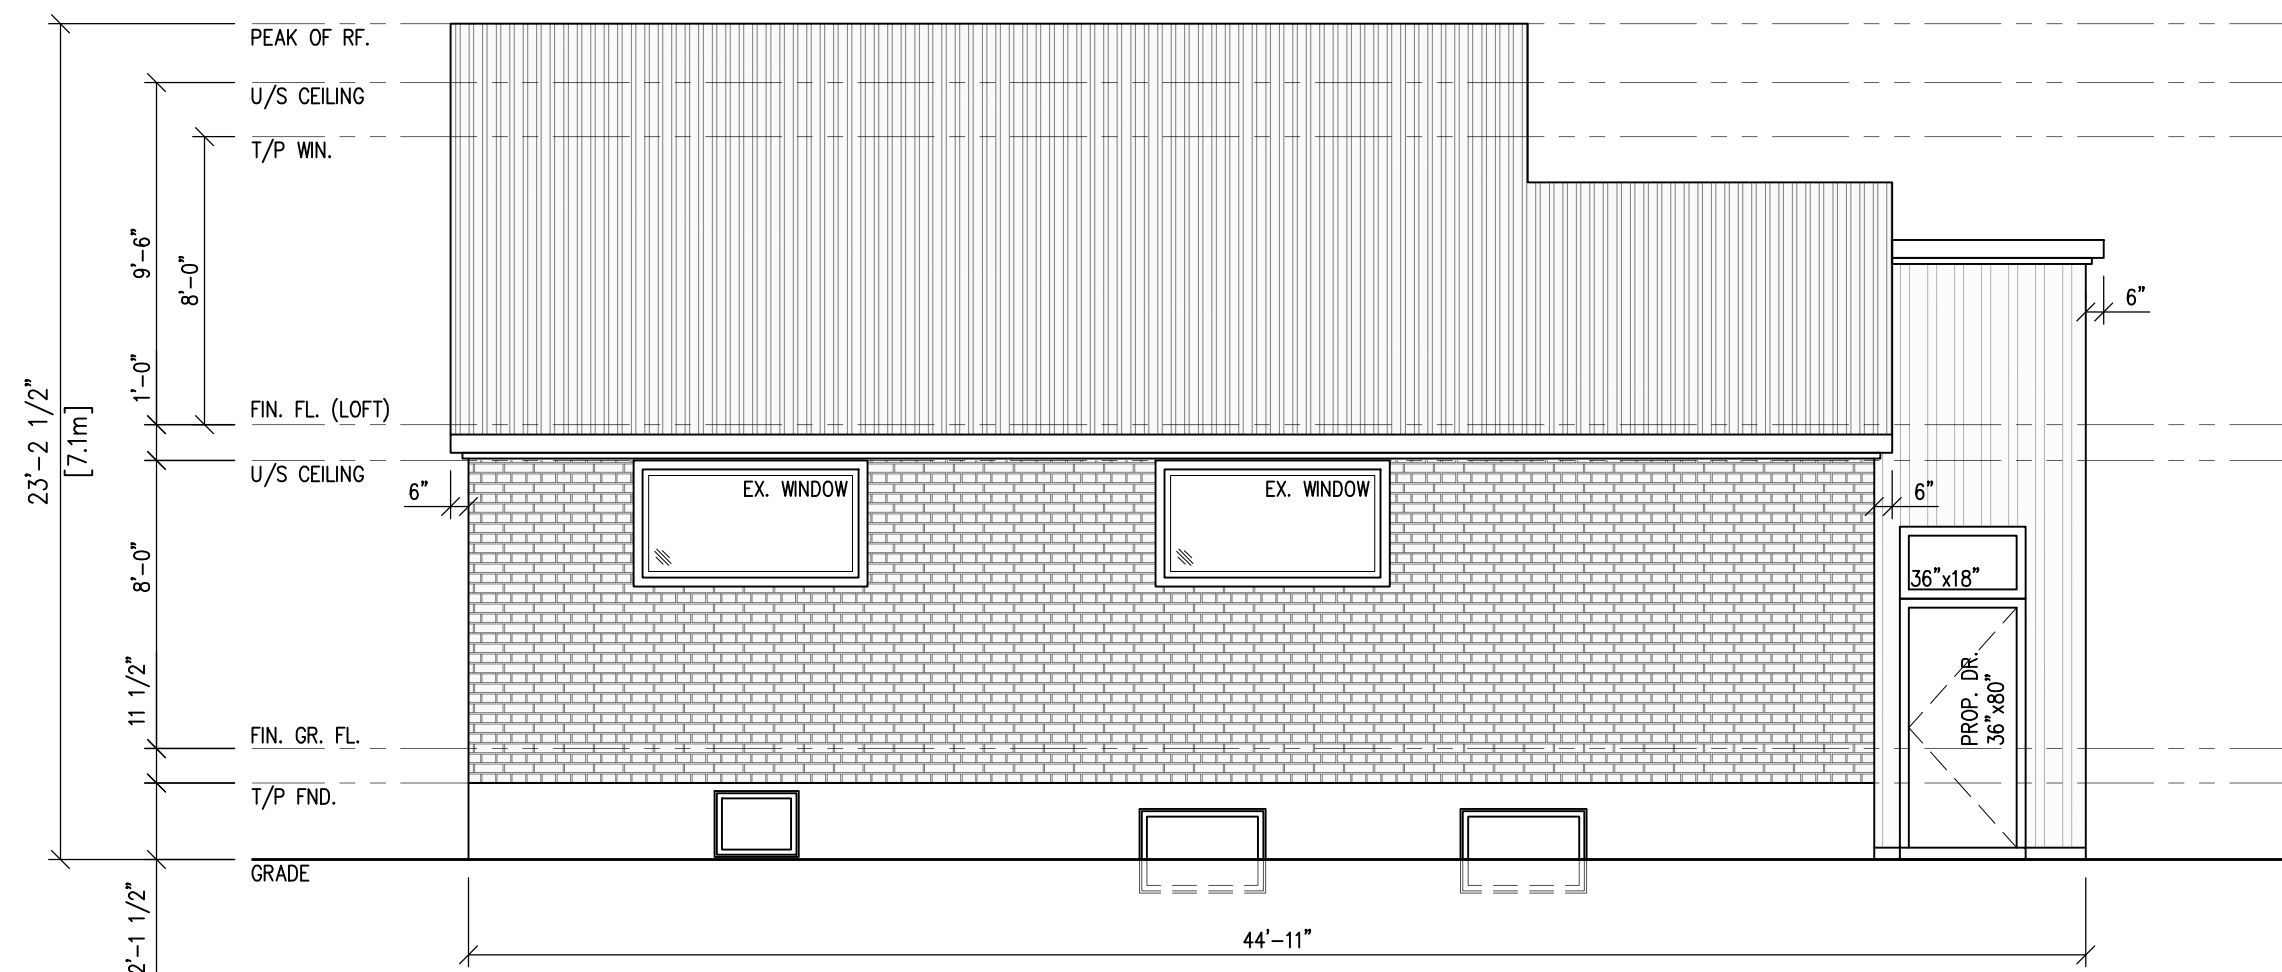 PEAK OF RF.
U/S CEILING
T/P WIN.
9'-6"
8'-0"
6"
1'-0"
FIN. FL. (LOFT)
23'-2 1/2"
[7.1m]
U/S CEILING
6"
EX. WINDOW
EX. WINDOW
6"
8'-0"
36"x18"
PROP. DR.
36"x80"
11 1/2"
FIN. GR. FL.
T/P FND.
GRADE
2'-1 1/2"
44'-11"